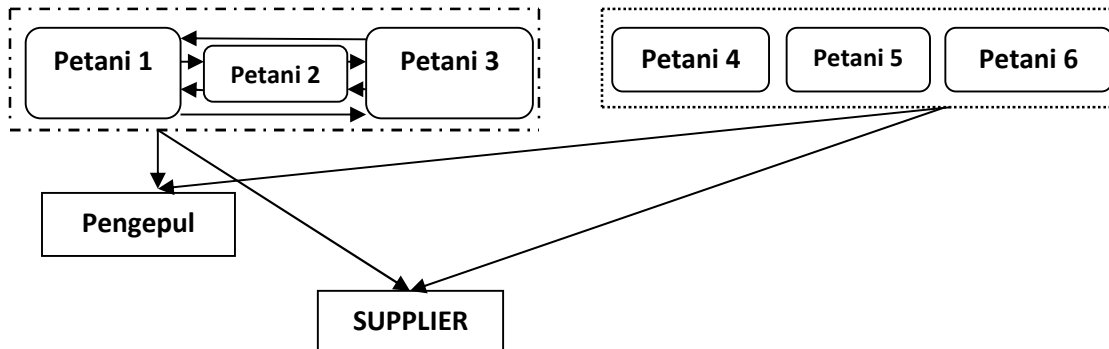 Petani 1
Petani 2
Petani 3
Petani 4
Petani 5
Petani 6
Pengepul
SUPPLIER